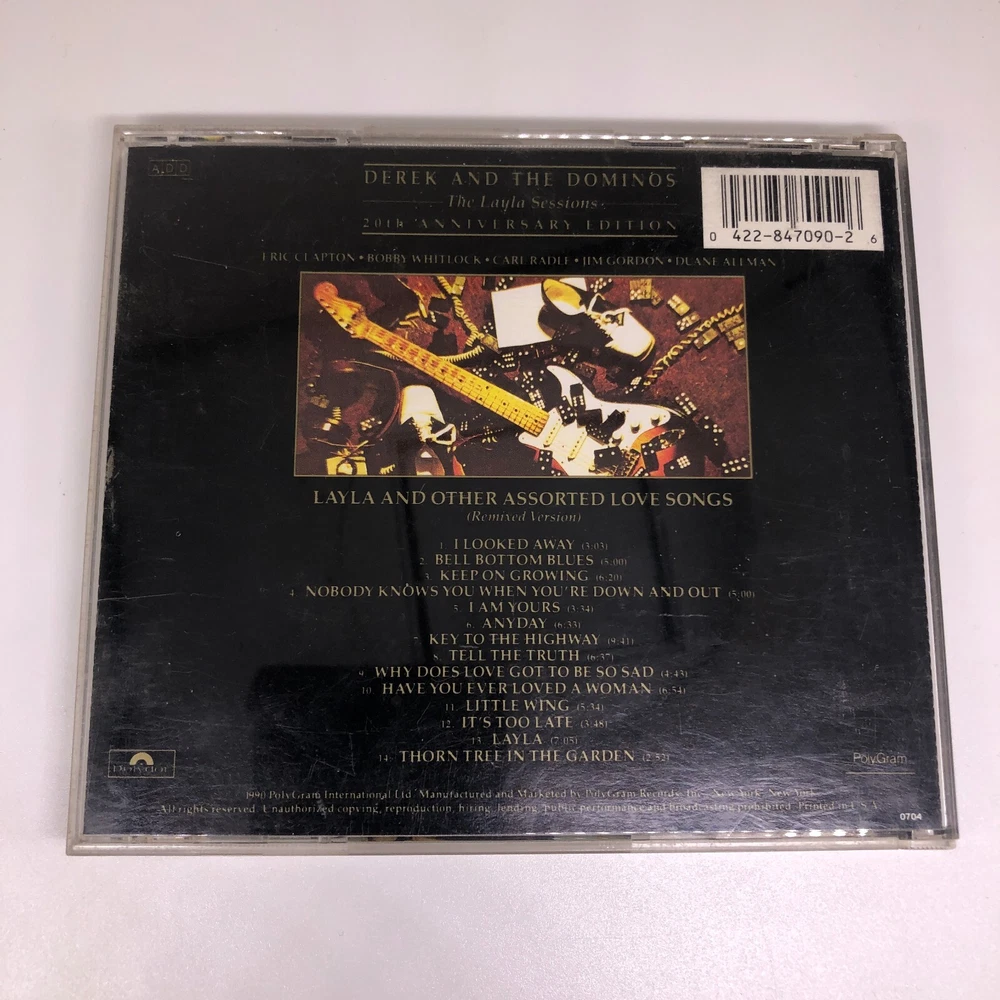 ADD
DEREK AND THE DOMINOS
The Layla Sessions
20th ANNIVERSARY EDITION
0 422-847090-2 6
ERIC CLAPTON • BOBBY WHITLOCK • CARL RADLE • JIM GORDON • DUANE ALLMAN
LAYLA AND OTHER ASSORTED LOVE SONGS
(Remixed Version)
1. I LOOKED AWAY (3:03)
2. BELL BOTTOM BLUES (5:00)
3. KEEP ON GROWING (6:20)
4. NOBODY KNOWS YOU WHEN YOU'RE DOWN AND OUT (5:00)
5. I AM YOURS (3:34)
6. ANYDAY (6:33)
7. KEY TO THE HIGHWAY (9:41)
8. TELL THE TRUTH (6:37)
9. WHY DOES LOVE GOT TO BE SO SAD (4:43)
10. HAVE YOU EVER LOVED A WOMAN (6:54)
11. LITTLE WING (5:34)
12. IT'S TOO LATE (3:48)
13. LAYLA (7:05)
14. THORN TREE IN THE GARDEN (2:52)
Polydor
PolyGram
1990 PolyGram International Ltd. Manufactured and Marketed by PolyGram Records, Inc., New York, New York
All rights reserved. Unauthorized copying, reproduction, hiring, lending, public performance and broadcasting prohibited. Printed in U.S.A.
0704